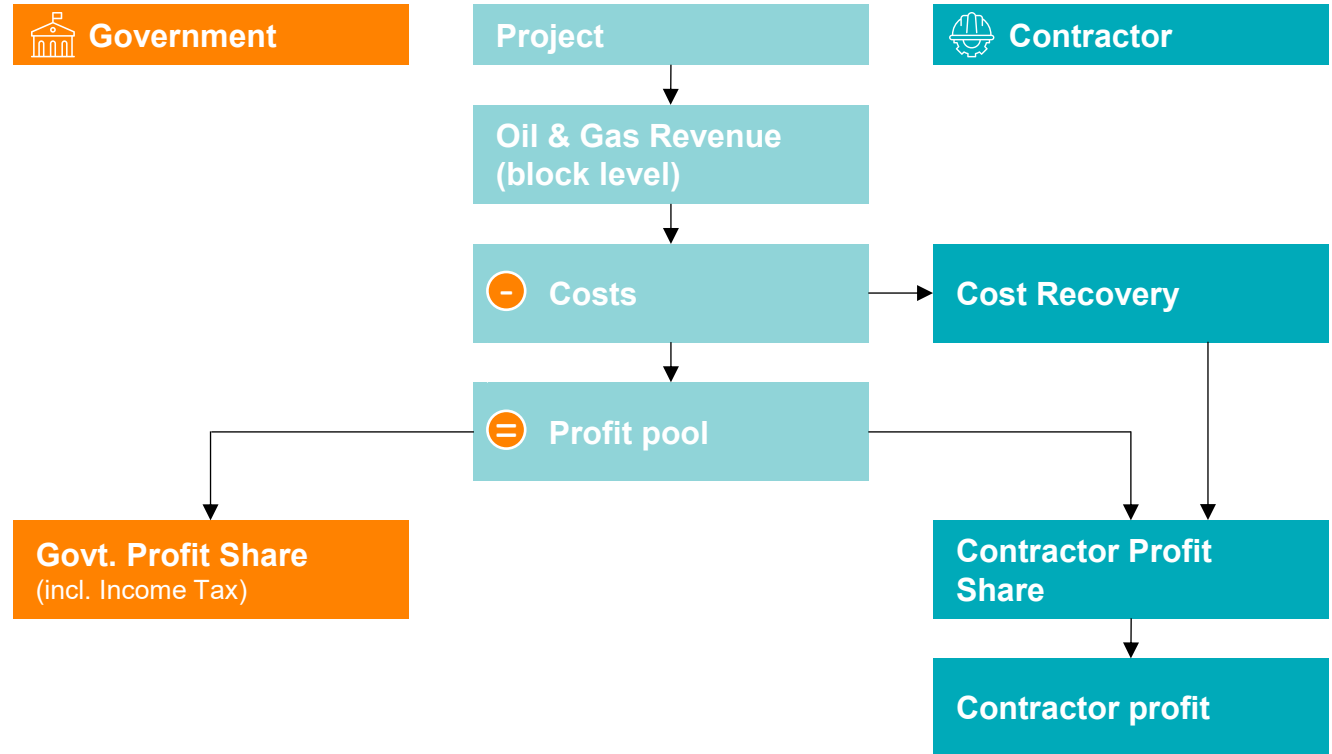 Government
Project
Contractor
Oil & Gas Revenue
(block level)
-
Costs
Cost Recovery
=
Profit pool
Govt. Profit Share
(incl. Income Tax)
Contractor Profit
Share
Contractor profit